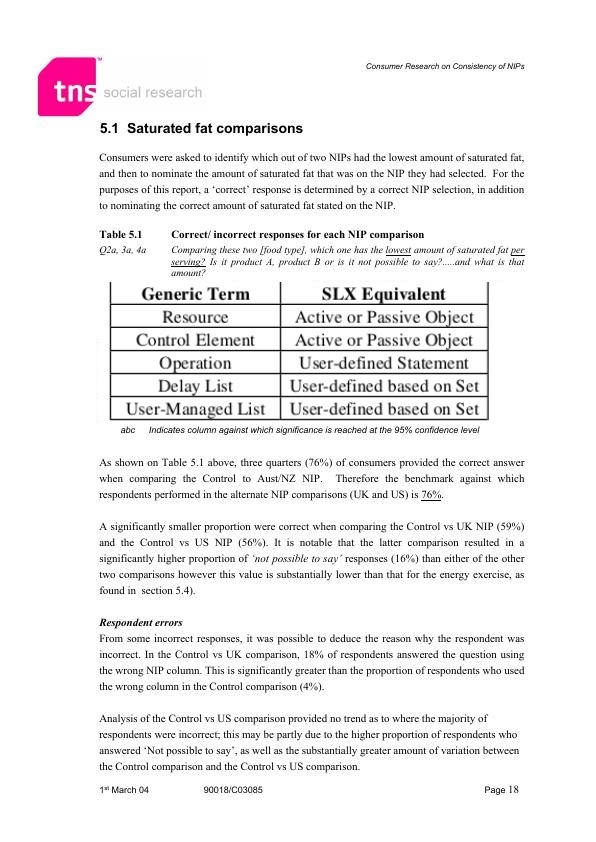 Consumer Research on Consistency of NIPs
tns social research
™
5.1 Saturated fat comparisons
Consumers were asked to identify which out of two NIPs had the lowest amount of saturated fat,
and then to nominate the amount of saturated fat that was on the NIP they had selected. For the
purposes of this report, a ‘correct’ response is determined by a correct NIP selection, in addition
to nominating the correct amount of saturated fat stated on the NIP.
Table 5.1 Correct/ incorrect responses for each NIP comparison
Q2a, 3a, 4a Comparing these two [food type], which one has the lowest amount of saturated fat per
serving? Is it product A, product B or is it not possible to say?.....and what is that
amount?
Generic Term SLX Equivalent
Resource Active or Passive Object
Control Element Active or Passive Object
Operation User-defined Statement
Delay List User-defined based on Set
User-Managed List User-defined based on Set
abc Indicates column against which significance is reached at the 95% confidence level
As shown on Table 5.1 above, three quarters (76%) of consumers provided the correct answer
when comparing the Control to Aust/NZ NIP. Therefore the benchmark against which
respondents performed in the alternate NIP comparisons (UK and US) is 76%.
A significantly smaller proportion were correct when comparing the Control vs UK NIP (59%)
and the Control vs US NIP (56%). It is notable that the latter comparison resulted in a
significantly higher proportion of ‘not possible to say’ responses (16%) than either of the other
two comparisons however this value is substantially lower than that for the energy exercise, as
found in section 5.4).
Respondent errors
From some incorrect responses, it was possible to deduce the reason why the respondent was
incorrect. In the Control vs UK comparison, 18% of respondents answered the question using
the wrong NIP column. This is significantly greater than the proportion of respondents who used
the wrong column in the Control comparison (4%).
Analysis of the Control vs US comparison provided no trend as to where the majority of
respondents were incorrect; this may be partly due to the higher proportion of respondents who
answered ‘Not possible to say’, as well as the substantially greater amount of variation between
the Control comparison and the Control vs US comparison.
1st March 04 90018/C03085 Page 18